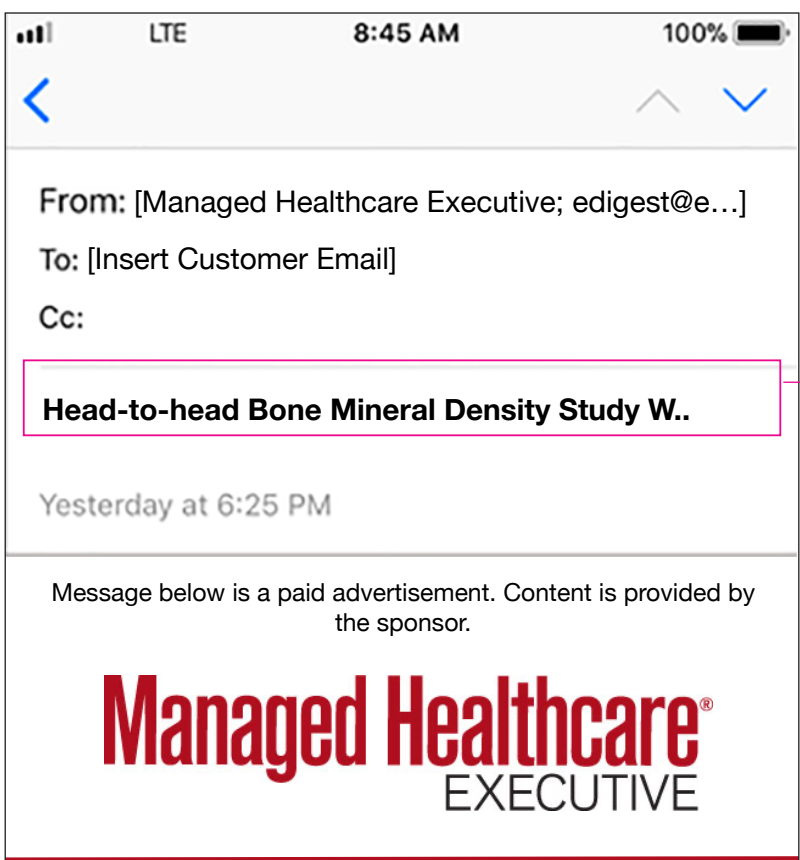 LTE 8:45 AM 100%
From: [Managed Healthcare Executive; edigest@e…]
To: [Insert Customer Email]
Cc:
Head-to-head Bone Mineral Density Study W..
Yesterday at 6:25 PM
Message below is a paid advertisement. Content is provided by
the sponsor.
Managed Healthcare®
EXECUTIVE